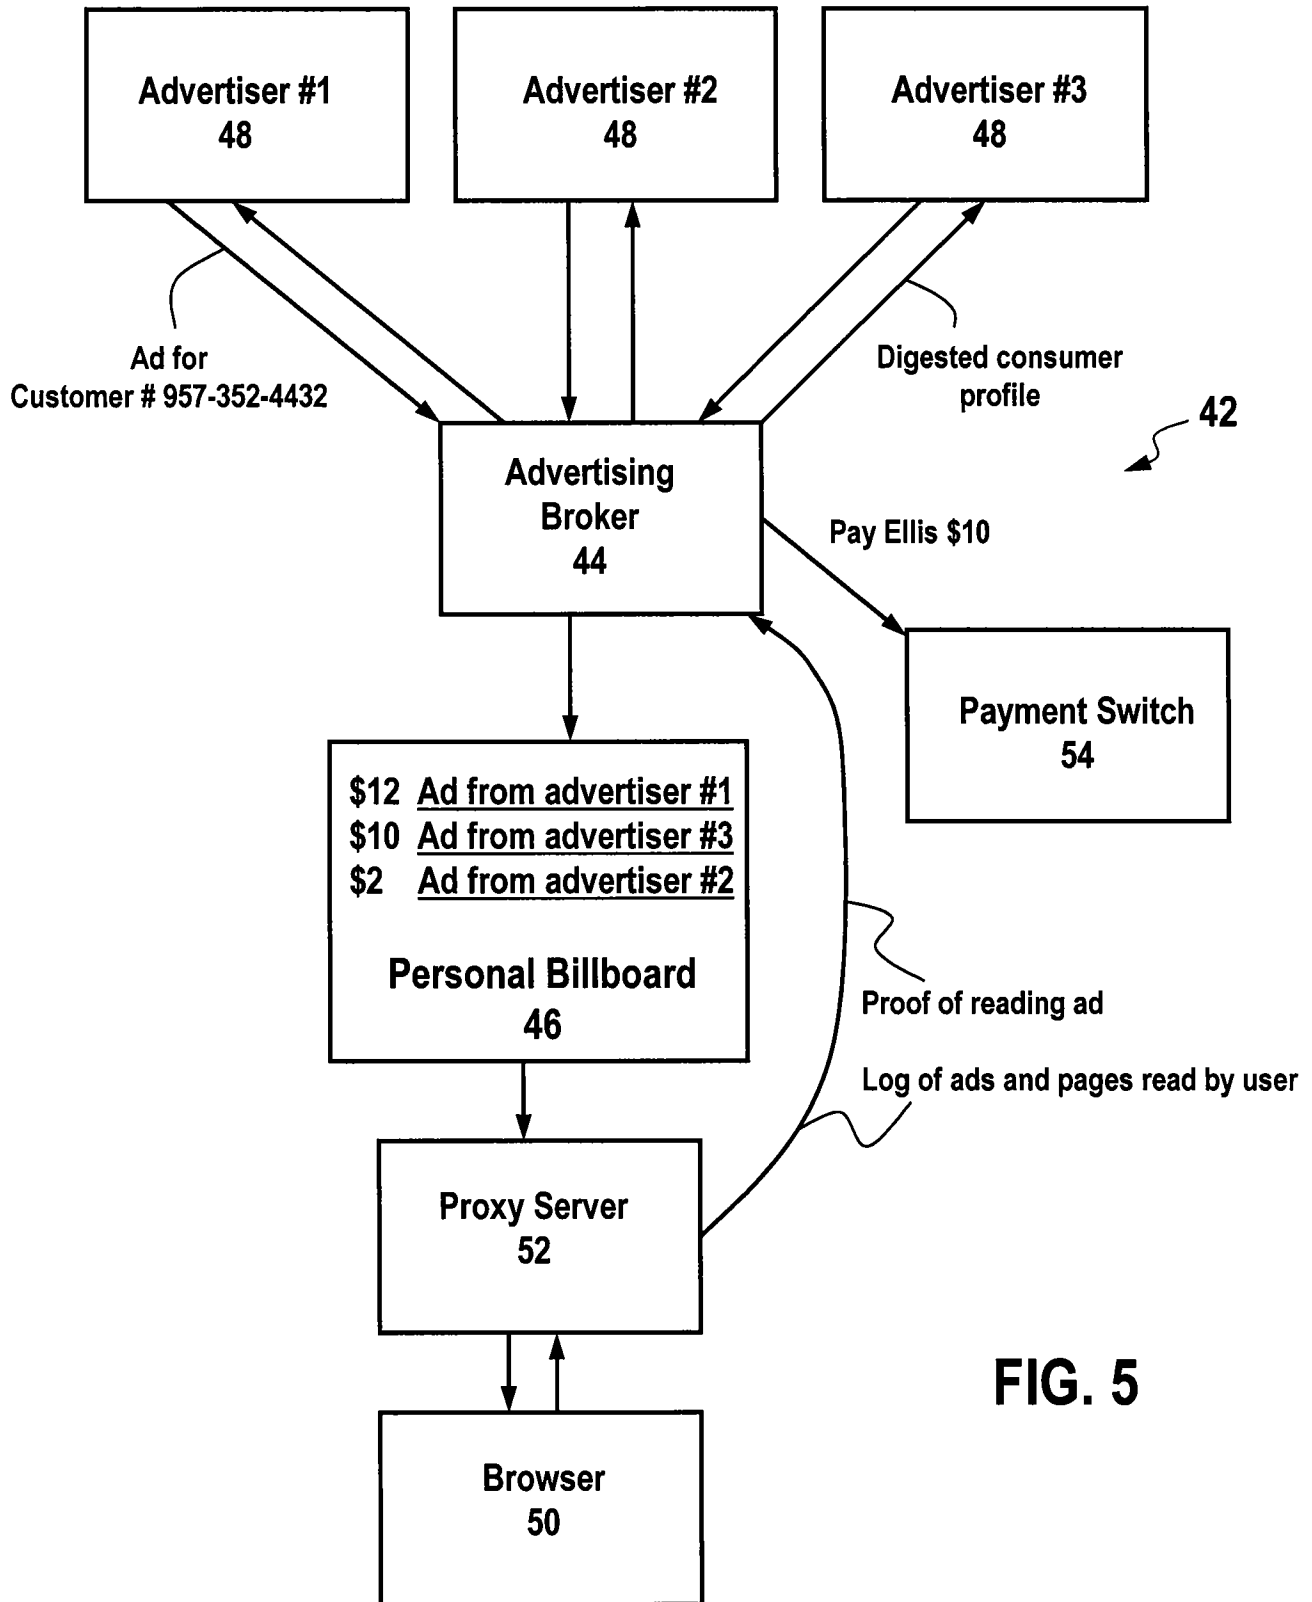 Advertiser #1
48
Advertiser #2
48
Advertiser #3
48
Ad for
Customer # 957-352-4432
Digested consumer
profile
42
Advertising
Broker
44
Pay Ellis $10
Payment Switch
54
$12 Ad from advertiser #1
$10 Ad from advertiser #3
$2 Ad from advertiser #2
Personal Billboard
46
Proof of reading ad
Log of ads and pages read by user
Proxy Server
52
FIG. 5
Browser
50